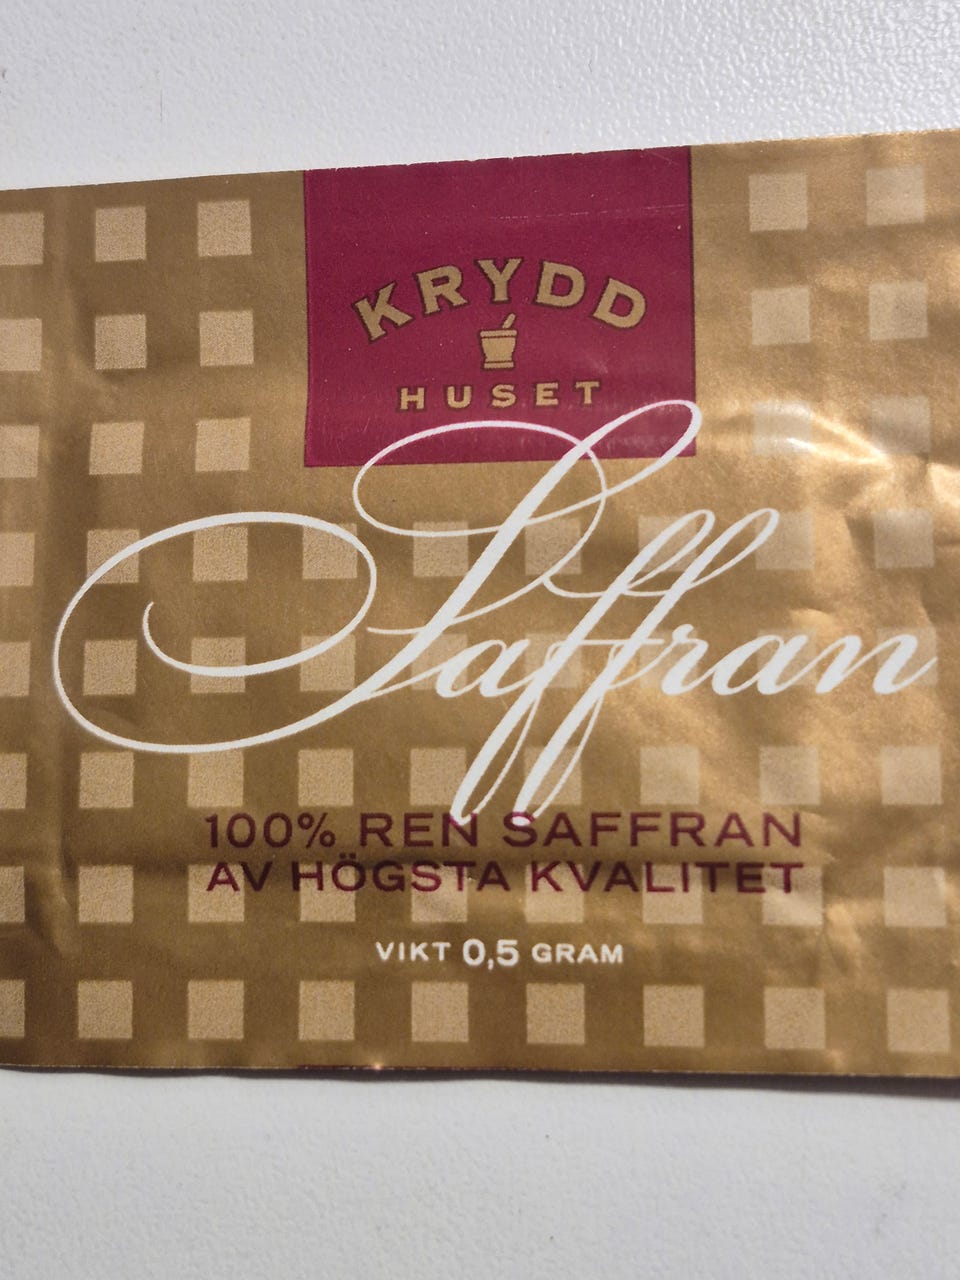 KRYDD
HUSET
Saffran
100% REN SAFFRAN
AV HÖGSTA KVALITET
VIKT 0,5 GRAM